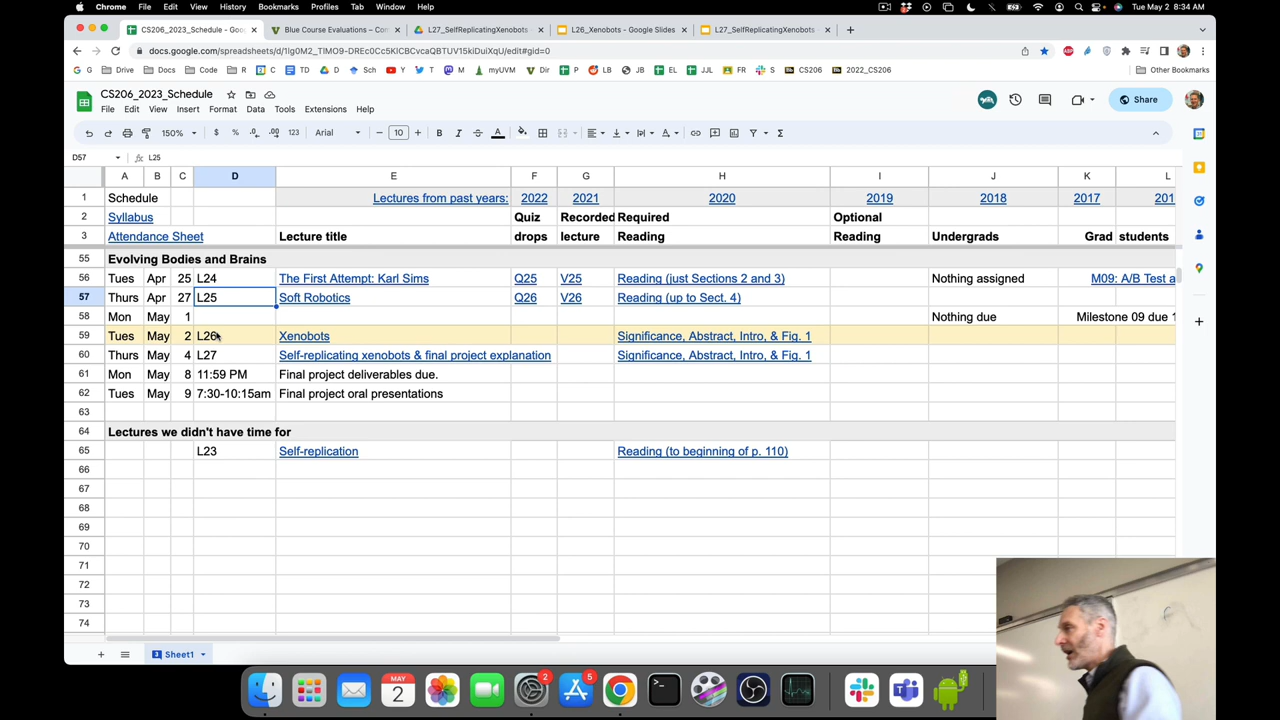 Chrome File Edit View History Bookmarks Profiles Tab Window Help Tue May 2 8:34 AM
CS206_2023_Schedule - Goo Blue Course Evaluations – Con L27_SelfReplicatingXenobots L26_Xenobots - Google Slides L27_SelfReplicatingXenobots
docs.google.com/spreadsheets/d/1lg0M2_TIMO9-DREc0Cc5KICBCvcaQBTUV15kiDuiXqU/edit#gid=0
G Drive Docs Code R C TD D Sch Y T M myUVM Dir P LB JB EL JJL FR S CS206 2022_CS206 Other Bookmarks
CS206_2023_Schedule
File Edit View Insert Format Data Tools Extensions Help
Share
150% $ % .0 .00 123 Arial 10 B I S A
D57 fx L25
A B C D E F G H I J K L
1 Schedule Lectures from past years: 2022 2021 2020 2019 2018 2017 201
2 Syllabus Quiz Recorded Required Optional
3 Attendance Sheet Lecture title drops lecture Reading Reading Undergrads Grad students
55 Evolving Bodies and Brains
56 Tues Apr 25 L24 The First Attempt: Karl Sims Q25 V25 Reading (just Sections 2 and 3) Nothing assigned M09: A/B Test a
57 Thurs Apr 27 L25 Soft Robotics Q26 V26 Reading (up to Sect. 4)
58 Mon May 1 Nothing due Milestone 09 due 1
59 Tues May 2 L26 Xenobots Significance, Abstract, Intro, & Fig. 1
60 Thurs May 4 L27 Self-replicating xenobots & final project explanation Significance, Abstract, Intro, & Fig. 1
61 Mon May 8 11:59 PM Final project deliverables due.
62 Tues May 9 7:30-10:15am Final project oral presentations
63
64 Lectures we didn't have time for
65 L23 Self-replication Reading (to beginning of p. 110)
66
67
68
69
70
71
72
73
74
3 Sheet1
MAY
2 2 5